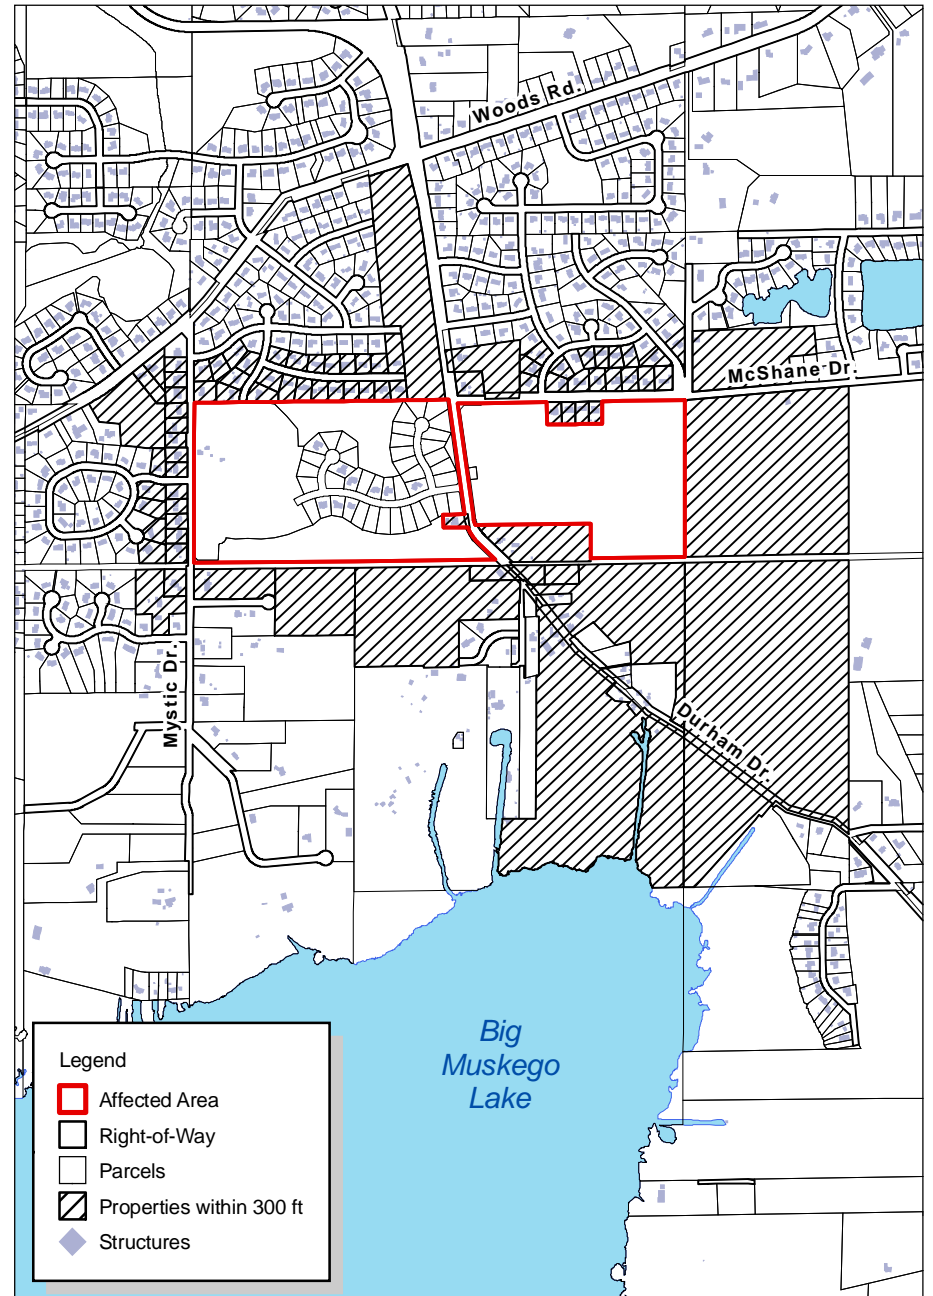 Woods Rd.
McShane Dr.
Mystic Dr.
Durham Dr.
Big
Muskego
Lake
Legend
Affected Area
Right-of-Way
Parcels
Properties within 300 ft
Structures